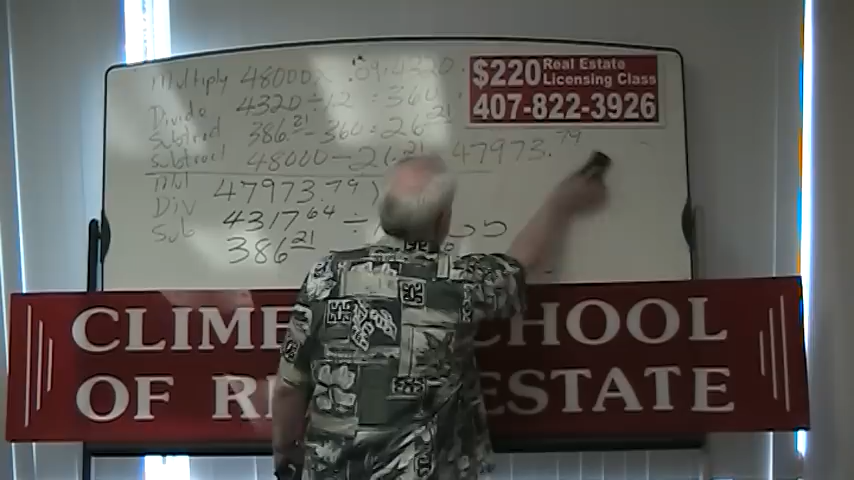 Multiply 48000 x .09 = 4320.
Divide 4320 ÷ 12 = 360
Subtract 386.21 - 360 = 26 21
Subtract 48000 - 26.21 47973.79
Mul 47973.79
Div 4317 64 ÷
Sub 386 21
$220 Real Estate
Licensing Class
407-822-3926
CLIME SCHOOL
OF R ESTATE